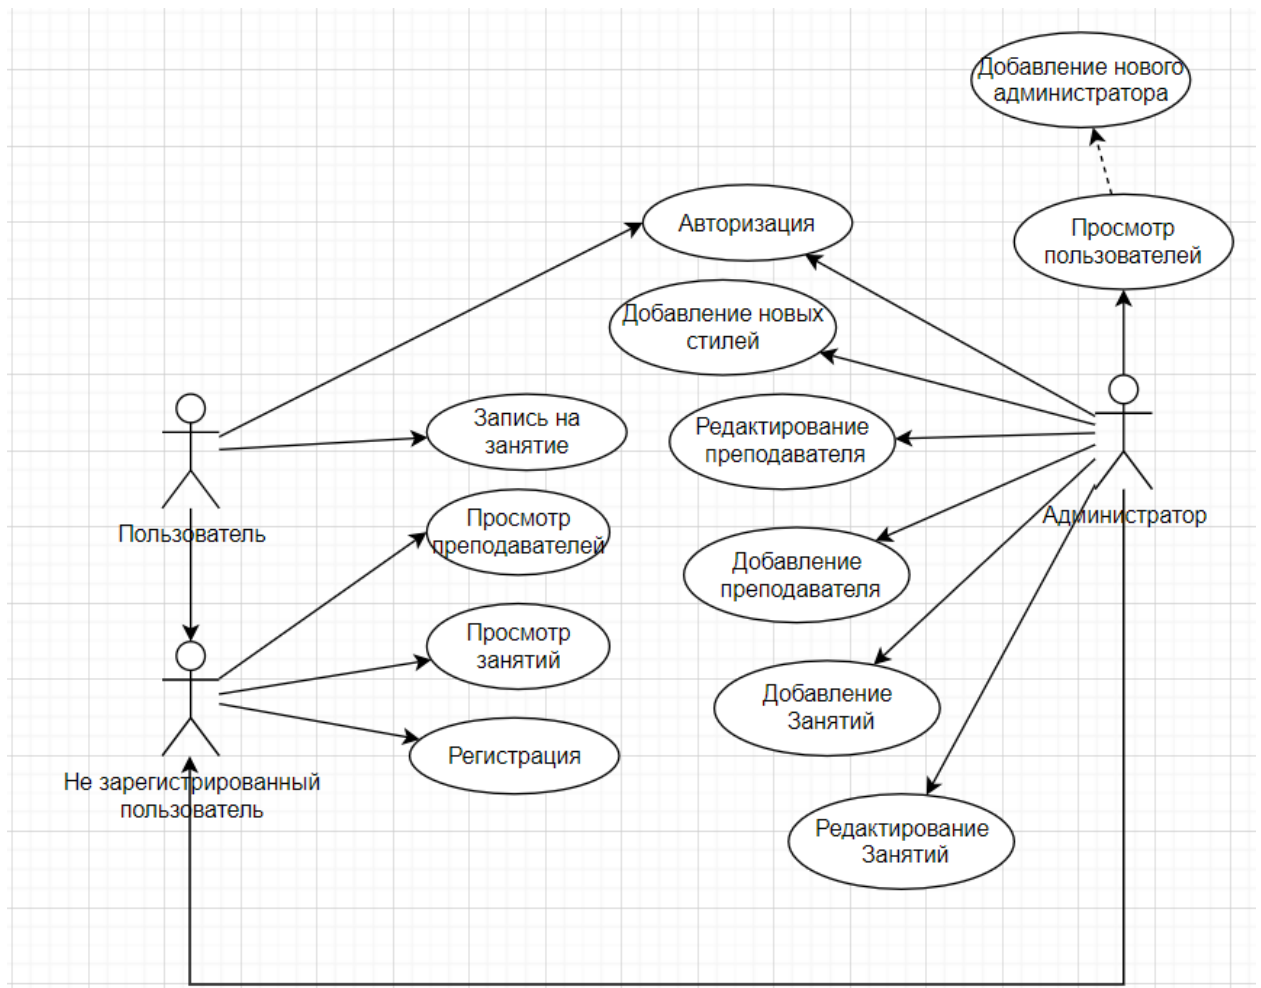 Добавление нового
администратора
Просмотр
пользователей
Авторизация
Добавление новых
стилей
Запись на
занятие
Редактирование
преподавателя
Пользователь
Администратор
Просмотр
преподавателей
Добавление
преподавателя
Просмотр
занятий
Добавление
Занятий
Регистрация
Не зарегистрированный
пользователь
Редактирование
Занятий